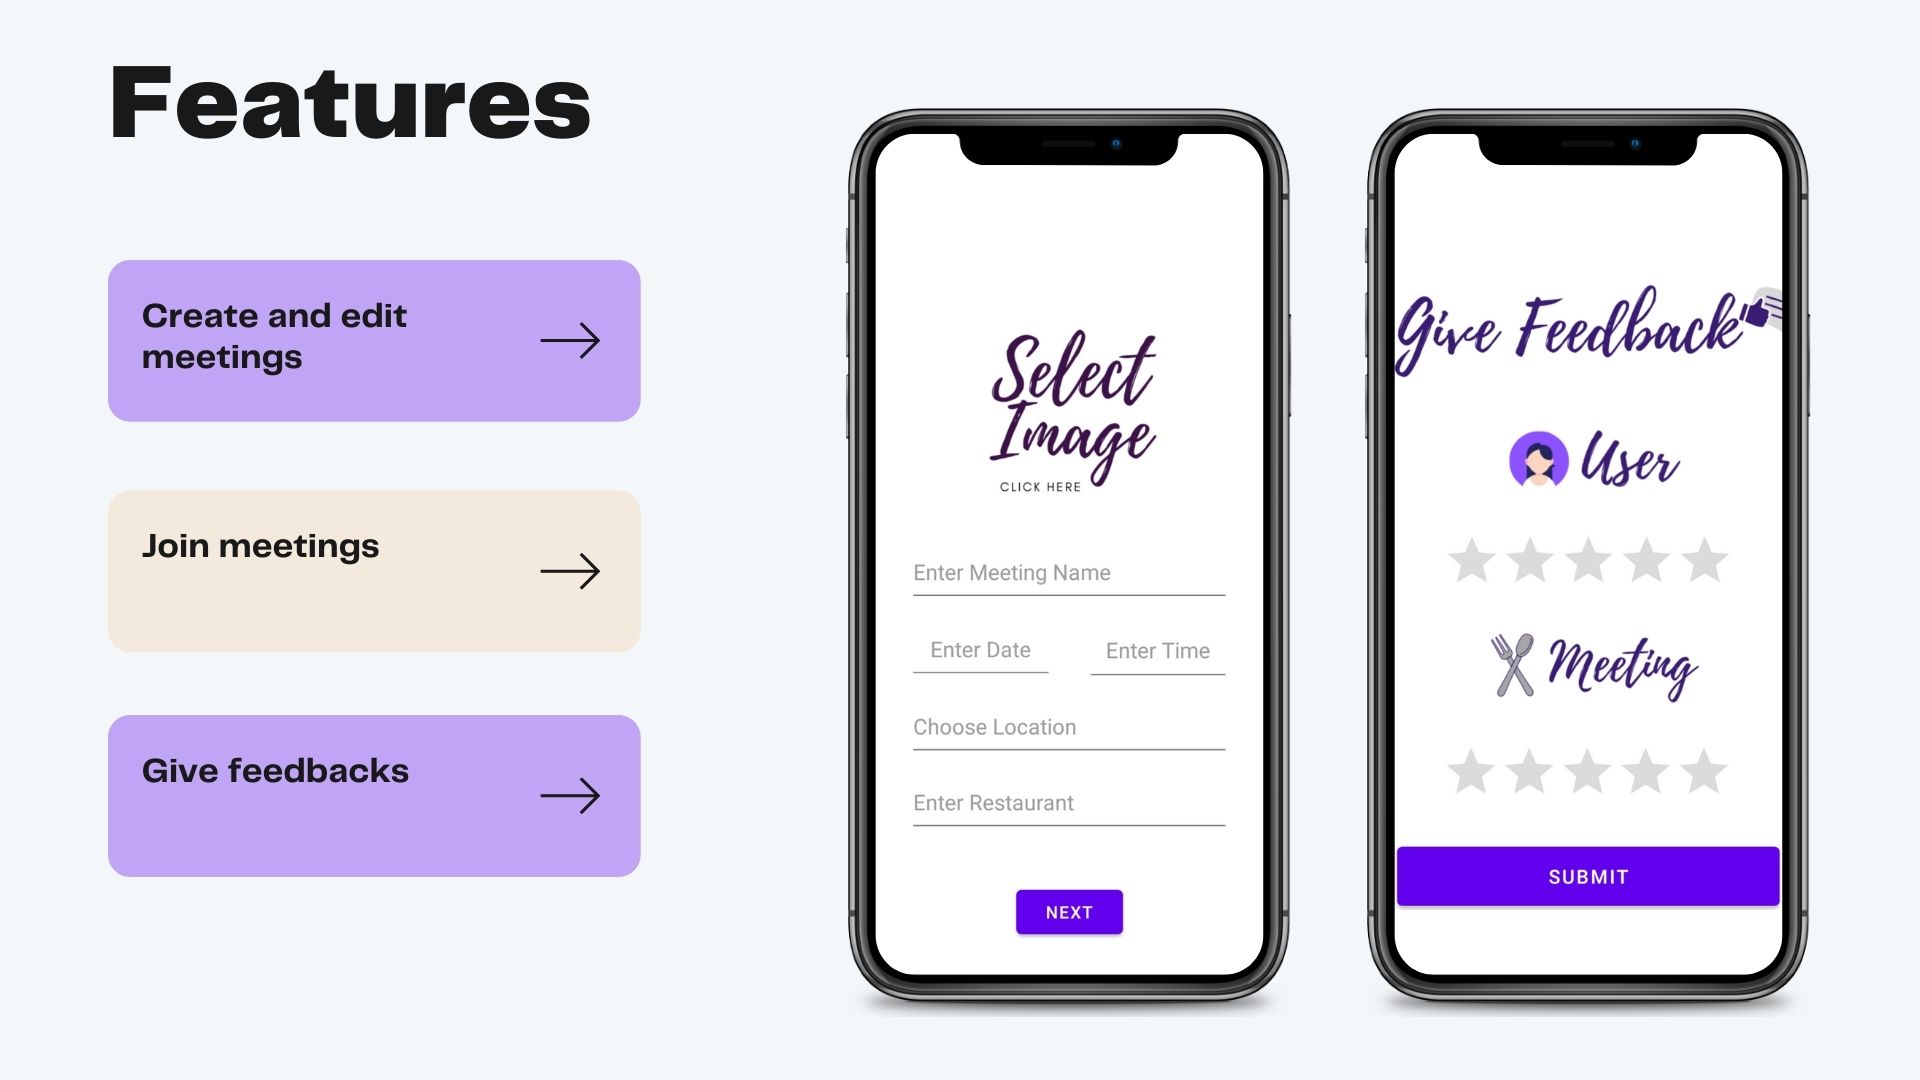 Features
Create and edit
meetings
Join meetings
Give feedbacks
Select
Image
CLICK HERE
Enter Meeting Name
Enter Date
Enter Time
Choose Location
Enter Restaurant
NEXT
Give Feedback
User
Meeting
SUBMIT